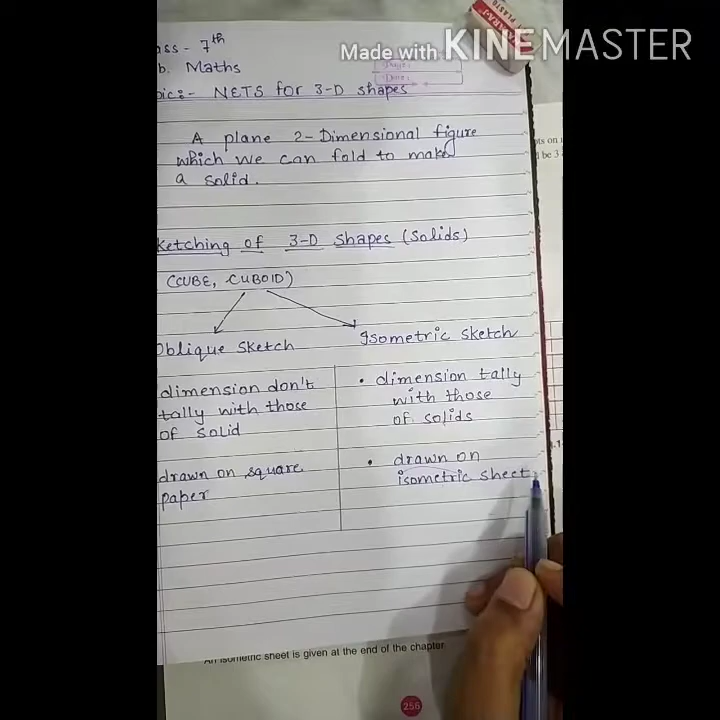 Made with KINEMASTER
ss - 7th
b. Maths
Page:
Date:
pic:- NETS for 3-D shapes
A plane 2-Dimensional figure
which we can fold to make
a solid.
ketching of 3-D shapes (Solids)
(CUBE, CUBOID)
Oblique Sketch
Isometric sketch
dimension don't
tally with those
of solid
drawn on square
paper
• dimension tally
with those
of solids
• drawn on
isometric sheet
An isometric sheet is given at the end of the chapter
256